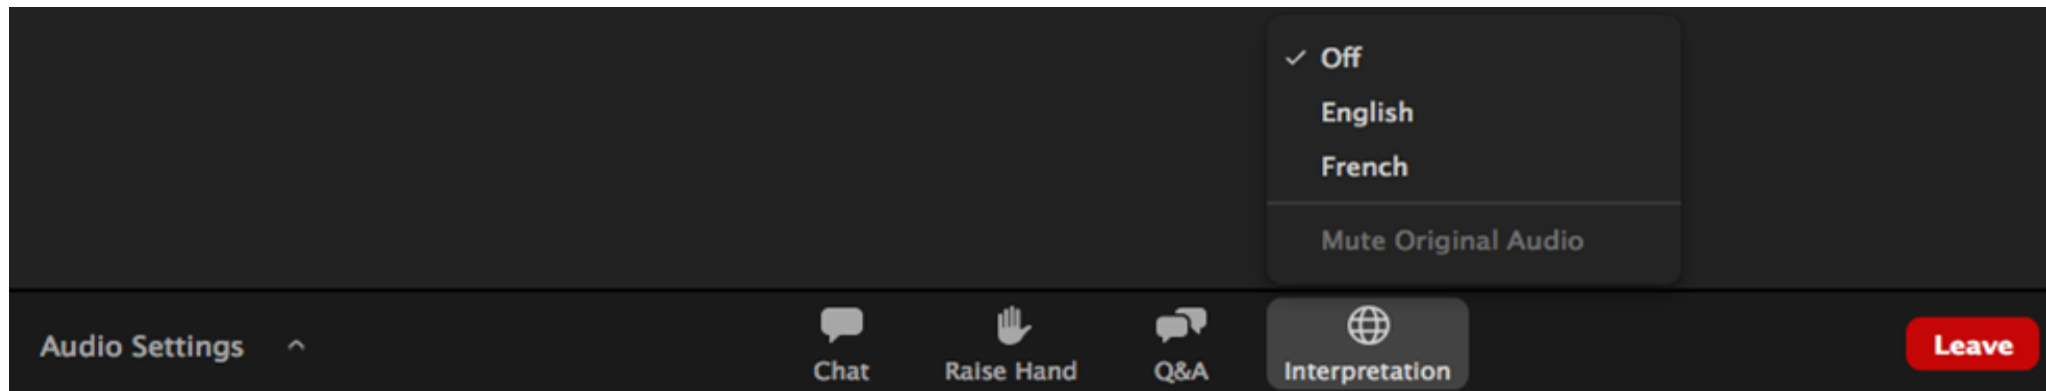 Off
English
French
Mute Original Audio
Audio Settings
Chat
Raise Hand
Q&A
Interpretation
Leave